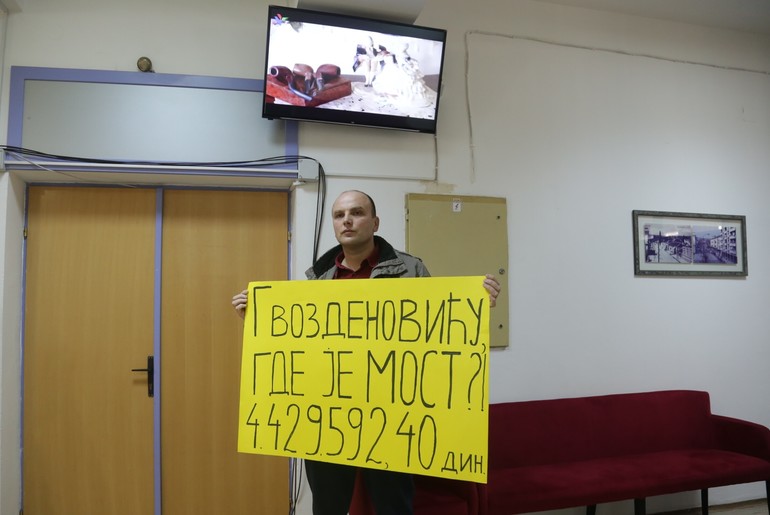 ГВОЗДЕНОВИЋУ,
ГДЕ ЈЕ МОСТ?!
4.429.592,40 дин.